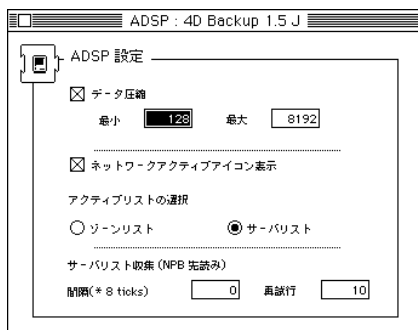 ADSP : 4D Backup 1.5 J
ADSP 設定
データ圧縮
最小 128 最大 8192
ネットワークアクティブアイコン表示
アクティブリストの選択
ゾーンリスト サーバリスト
サーバリスト収集 (NPB 先読み)
間隔(* 8 ticks) 0 再試行 10